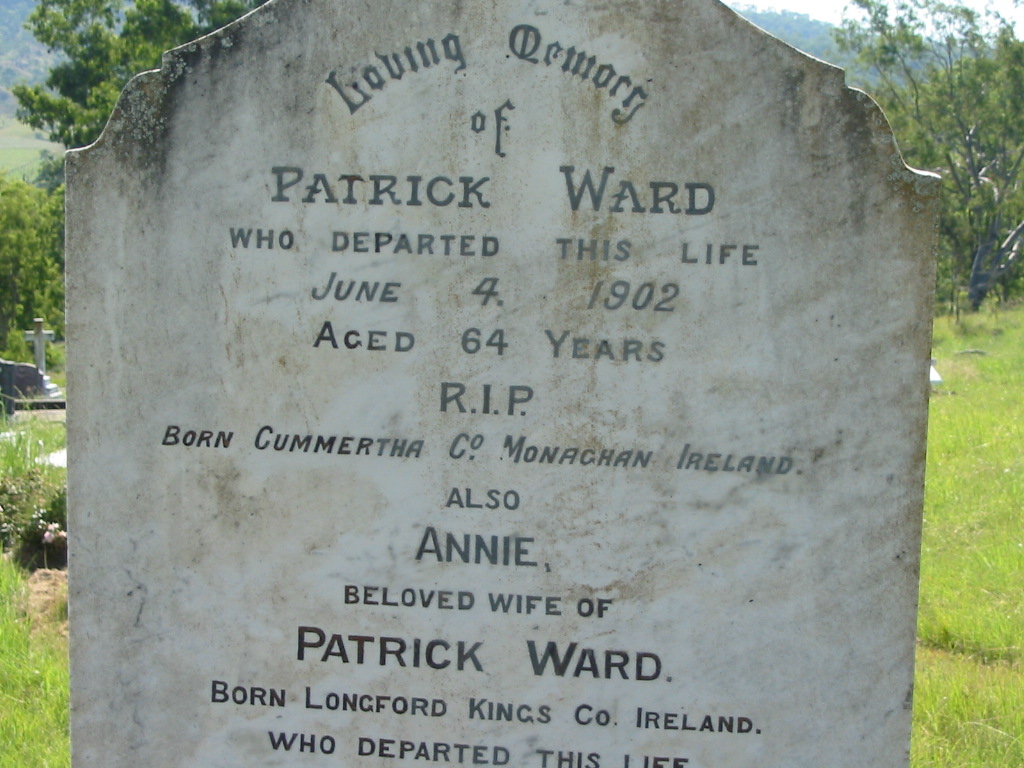 Loving Memory
of.
PATRICK WARD
WHO DEPARTED THIS LIFE
JUNE 4. 1902
AGED 64 YEARS
R.I.P.
BORN CUMMERTHA Co MONAGHAN IRELAND.
ALSO
ANNIE,
BELOVED WIFE OF
PATRICK WARD.
BORN LONGFORD KINGS CO. IRELAND.
WHO DEPARTED THIS LIFE